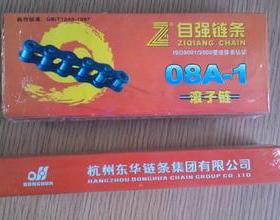 执行标准: GB/T1243-1997
Z
自强链条
ZIQIANG CHAIN
ISO9001:2000管理体系认证
08A-1
滚子链
DONGHUA
杭州东华链条集团有限公司
HANGZHOU DONGHUA CHAIN GROUP CO.,LTD